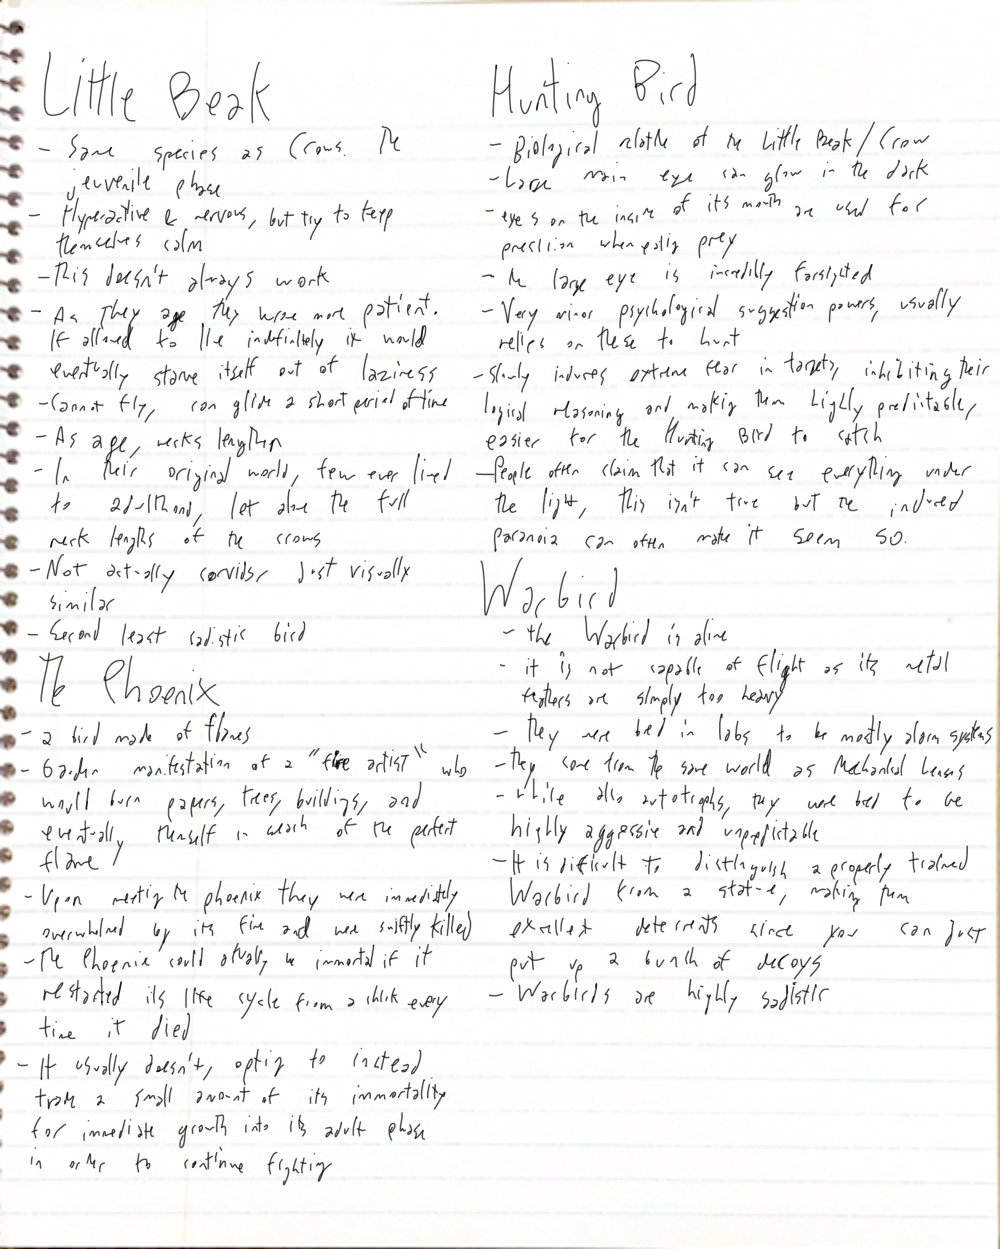 Little Beak
- Same species as Crows. The
juvenile phase
- Hyperactive & nervous, but try to keep
themselves calm
- This doesn't always work
- As they age they were more patient.
If allowed to live indefinitely it would
eventually starve itself out of laziness
- Cannot fly, can glide a short period of time
- As age, necks lengthen
- In their original world, few ever lived
to adulthood, let alone the full
neck lengths of the crows
- Not actually corvids, just visually
similar
- Second least sadistic bird
The Phoenix
- a bird made of flames
- Garden manifestation of a "fire artist" who
would burn papers, trees, buildings, and
eventually themself in search of the perfect
flame
- Upon meeting the phoenix they were immediately
overwhelmed by its fire and were swiftly killed
- The Phoenix could actually be immortal if it
restarted its life cycle from a chick every
time it died
- It usually doesn't, opting to instead
trade a small amount of its immortality
for immediate growth into its adult phase
in order to continue fighting
Hunting Bird
- Biological relative of the Little Beak/Crow
- Large main eye can glow in the dark
- eyes on the inside of its mouth are used for
precision when eating prey
- The large eye is incredibly farsighted
- Very minor psychological suggestion powers, usually
relies on these to hunt
- Slowly induces extreme fear in targets, inhibiting their
logical reasoning and making them highly predictable,
easier for the Hunting Bird to catch
- People often claim that it can see everything under
the light, this isn't true but the induced
paranoia can often make it seem so.
Warbird
- the Warbird is alive
- it is not capable of flight as its metal
feathers are simply too heavy
- they were bred in labs to be mostly alarm systems
- they come from the same world as Mechanical
- while also autotrophs, they were bred to be
highly aggressive and unpredictable
- It is difficult to distinguish a properly trained
Warbird from a statue, making them
excellent deterrents since you can just
put up a bunch of decoys
- Warbirds are highly sadistic